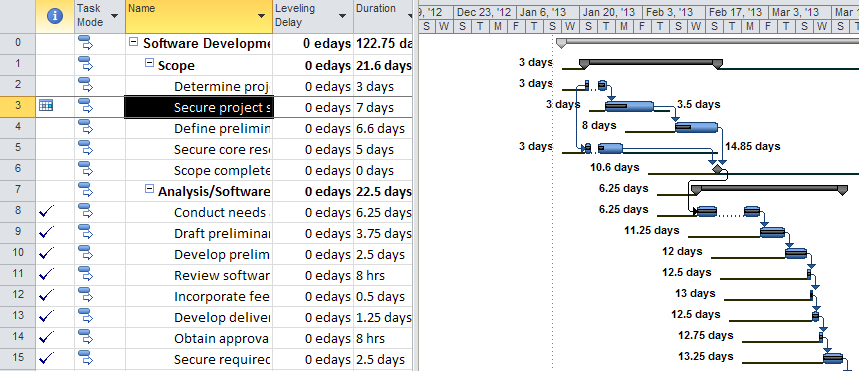 Task Mode Name Leveling Delay Duration
9, '12 Dec 23, '12 Jan 6, '13 Jan 20, '13 Feb 3, '13 Feb 17, '13 Mar 3, '13 Mar 1
S W S T M F T S W S T M F T S W S T M F T S W
0 Software Developme 0 edays 122.75 d
1 Scope 0 edays 21.6 days 3 days
2 Determine proj 0 edays 3 days 3 days
3 Secure project s 0 edays 7 days 3 days 3.5 days
4 Define prelimin 0 edays 6.6 days 8 days
5 Secure core res 0 edays 5 days 3 days 14.85 days
6 Scope complete 0 edays 0 days 10.6 days
7 Analysis/Software 0 edays 22.5 days 6.25 days
8 Conduct needs 0 edays 6.25 days 6.25 days
9 Draft preliminar 0 edays 3.75 days 11.25 days
10 Develop prelim 0 edays 2.5 days 12 days
11 Review softwar 0 edays 8 hrs 12.5 days
12 Incorporate fee 0 edays 0.5 days 13 days
13 Develop deliver 0 edays 1.25 days 12.5 days
14 Obtain approva 0 edays 8 hrs 12.75 days
15 Secure required 0 edays 2.5 days 13.25 days